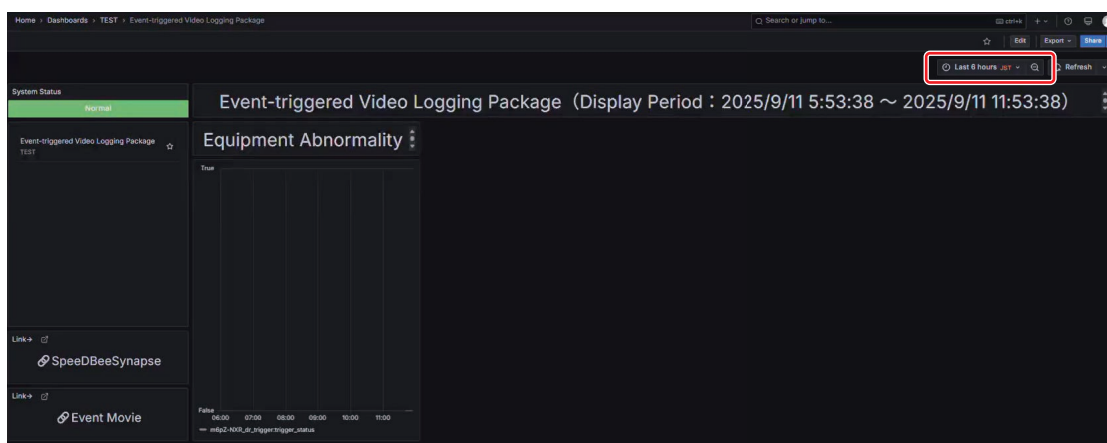 Home › Dashboards › TEST › Event-triggered Video Logging Package
Search or jump to...
ctrl+k
Edit
Export
Share
Last 6 hours JST
Refresh
System Status
Normal
Event-triggered Video Logging Package（Display Period：2025/9/11 5:53:38 ～ 2025/9/11 11:53:38）
Event-triggered Video Logging Package
TEST
Equipment Abnormality
True
False
06:00 07:00 08:00 09:00 10:00 11:00
m6pZ-NXR_dr_trigger:trigger_status
Link→
SpeeDBeeSynapse
Link→
Event Movie